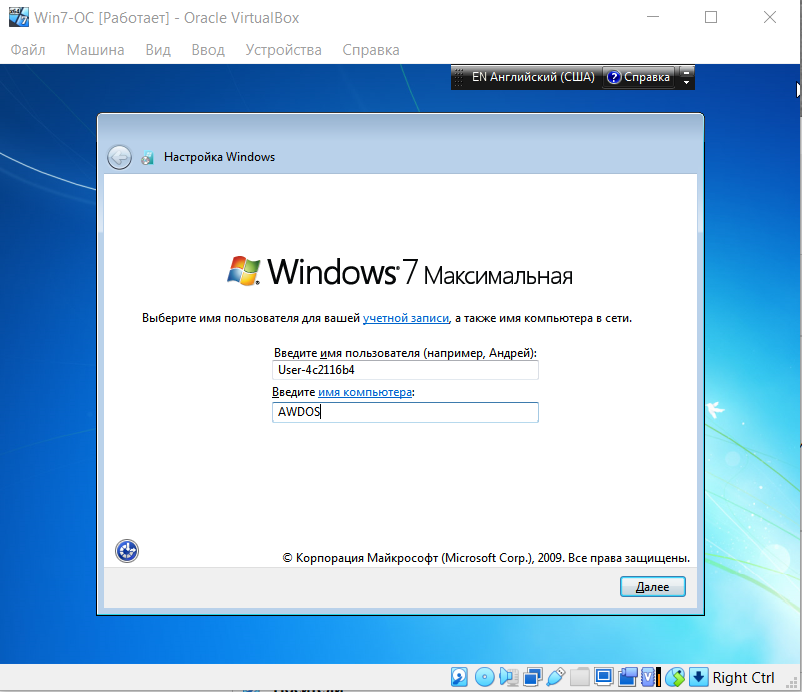 Win7-ОС [Работает] - Oracle VirtualBox
Файл Машина Вид Ввод Устройства Справка
EN Английский (США) Справка
Настройка Windows
Windows 7 Максимальная
Выберите имя пользователя для вашей учетной записи, а также имя компьютера в сети.
Введите имя пользователя (например, Андрей):
User-4c2116b4
Введите имя компьютера:
AWDOS
© Корпорация Майкрософт (Microsoft Corp.), 2009. Все права защищены.
Далее
Right Ctrl